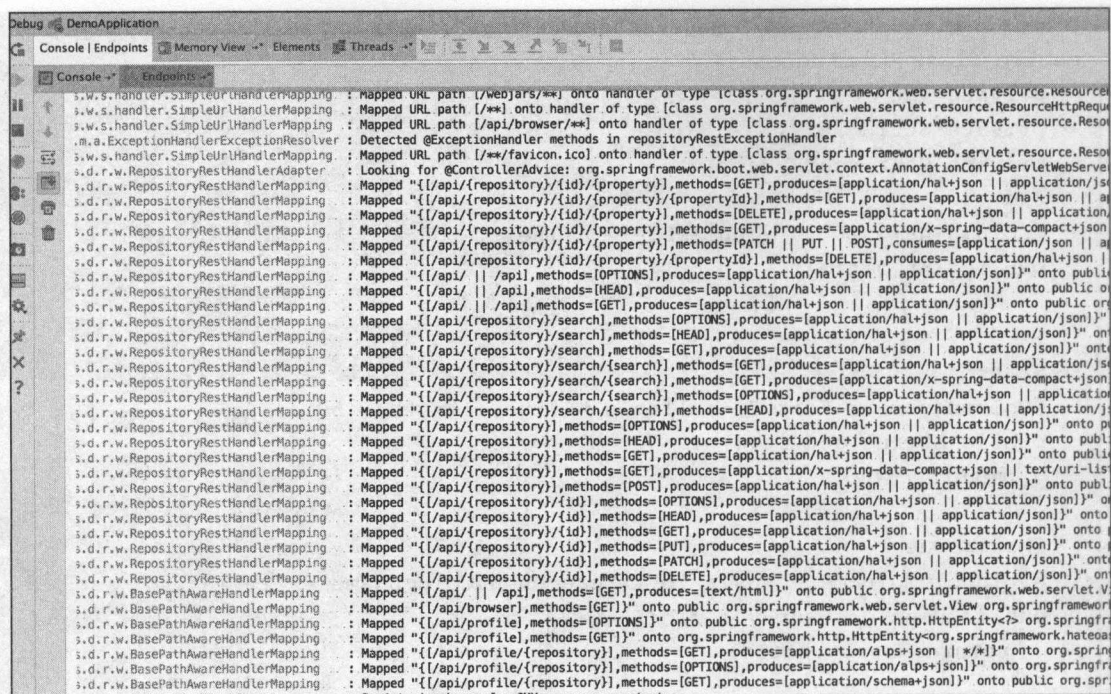 Debug DemoApplication
Console | Endpoints Memory View Elements Threads
Console Endpoints
s.w.s.handler.SimpleUrlHandlerMapping : Mapped URL path [/webjars/**] onto handler of type [class org.springframework.web.servlet.resource.Resource
s.w.s.handler.SimpleUrlHandlerMapping : Mapped URL path [/**] onto handler of type [class org.springframework.web.servlet.resource.ResourceHttpRequ
s.w.s.handler.SimpleUrlHandlerMapping : Mapped URL path [/api/browser/**] onto handler of type [class org.springframework.web.servlet.resource.Resou
.m.a.ExceptionHandlerExceptionResolver : Detected @ExceptionHandler methods in repositoryRestExceptionHandler
s.w.s.handler.SimpleUrlHandlerMapping : Mapped URL path [/**/favicon.ico] onto handler of type [class org.springframework.web.servlet.resource.Reso
s.d.r.w.RepositoryRestHandlerAdapter : Looking for @ControllerAdvice: org.springframework.boot.web.servlet.context.AnnotationConfigServletWebServe
s.d.r.w.RepositoryRestHandlerMapping : Mapped "{[/api/{repository}/{id}/{property}],methods=[GET],produces=[application/hal+json || application/js
s.d.r.w.RepositoryRestHandlerMapping : Mapped "{[/api/{repository}/{id}/{property}/{propertyId}],methods=[GET],produces=[application/hal+json || a
s.d.r.w.RepositoryRestHandlerMapping : Mapped "{[/api/{repository}/{id}/{property}],methods=[DELETE],produces=[application/hal+json || application/
s.d.r.w.RepositoryRestHandlerMapping : Mapped "{[/api/{repository}/{id}/{property}],methods=[GET],produces=[application/x-spring-data-compact+json
s.d.r.w.RepositoryRestHandlerMapping : Mapped "{[/api/{repository}/{id}/{property}],methods=[PATCH || PUT || POST],consumes=[application/json || a
s.d.r.w.RepositoryRestHandlerMapping : Mapped "{[/api/{repository}/{id}/{property}/{propertyId}],methods=[DELETE],produces=[application/hal+json ||
s.d.r.w.RepositoryRestHandlerMapping : Mapped "{[/api/ || /api],methods=[OPTIONS],produces=[application/hal+json || application/json]}" onto public
s.d.r.w.RepositoryRestHandlerMapping : Mapped "{[/api/ || /api],methods=[HEAD],produces=[application/hal+json || application/json]}" onto public o
s.d.r.w.RepositoryRestHandlerMapping : Mapped "{[/api/ || /api],methods=[GET],produces=[application/hal+json || application/json]}" onto public org
s.d.r.w.RepositoryRestHandlerMapping : Mapped "{[/api/{repository}/search],methods=[OPTIONS],produces=[application/hal+json || application/json]}"
s.d.r.w.RepositoryRestHandlerMapping : Mapped "{[/api/{repository}/search],methods=[HEAD],produces=[application/hal+json || application/json]}" ont
s.d.r.w.RepositoryRestHandlerMapping : Mapped "{[/api/{repository}/search],methods=[GET],produces=[application/hal+json || application/json]}" onto
s.d.r.w.RepositoryRestHandlerMapping : Mapped "{[/api/{repository}/search/{search}],methods=[GET],produces=[application/hal+json || application/js
s.d.r.w.RepositoryRestHandlerMapping : Mapped "{[/api/{repository}/search/{search}],methods=[GET],produces=[application/x-spring-data-compact+json]
s.d.r.w.RepositoryRestHandlerMapping : Mapped "{[/api/{repository}/search/{search}],methods=[OPTIONS],produces=[application/hal+json || application
s.d.r.w.RepositoryRestHandlerMapping : Mapped "{[/api/{repository}/search/{search}],methods=[HEAD],produces=[application/hal+json || application/j
s.d.r.w.RepositoryRestHandlerMapping : Mapped "{[/api/{repository}],methods=[OPTIONS],produces=[application/hal+json || application/json]}" onto p
s.d.r.w.RepositoryRestHandlerMapping : Mapped "{[/api/{repository}],methods=[HEAD],produces=[application/hal+json || application/json]}" onto publi
s.d.r.w.RepositoryRestHandlerMapping : Mapped "{[/api/{repository}],methods=[GET],produces=[application/hal+json || application/json]}" onto public
s.d.r.w.RepositoryRestHandlerMapping : Mapped "{[/api/{repository}],methods=[GET],produces=[application/x-spring-data-compact+json || text/uri-list
s.d.r.w.RepositoryRestHandlerMapping : Mapped "{[/api/{repository}],methods=[POST],produces=[application/hal+json || application/json]}" onto publ
s.d.r.w.RepositoryRestHandlerMapping : Mapped "{[/api/{repository}/{id}],methods=[OPTIONS],produces=[application/hal+json || application/json]}" o
s.d.r.w.RepositoryRestHandlerMapping : Mapped "{[/api/{repository}/{id}],methods=[HEAD],produces=[application/hal+json || application/json]}" onto
s.d.r.w.RepositoryRestHandlerMapping : Mapped "{[/api/{repository}/{id}],methods=[GET],produces=[application/hal+json || application/json]}" onto
s.d.r.w.RepositoryRestHandlerMapping : Mapped "{[/api/{repository}/{id}],methods=[PUT],produces=[application/hal+json || application/json]}" onto
s.d.r.w.RepositoryRestHandlerMapping : Mapped "{[/api/{repository}/{id}],methods=[PATCH],produces=[application/hal+json || application/json]}" ont
s.d.r.w.RepositoryRestHandlerMapping : Mapped "{[/api/{repository}/{id}],methods=[DELETE],produces=[application/hal+json || application/json]}" on
s.d.r.w.BasePathAwareHandlerMapping : Mapped "{[/api/ || /api],methods=[GET],produces=[text/html]}" onto public org.springframework.web.servlet.Vi
s.d.r.w.BasePathAwareHandlerMapping : Mapped "{[/api/browser],methods=[GET]}" onto public org.springframework.web.servlet.View org.springframewor
s.d.r.w.BasePathAwareHandlerMapping : Mapped "{[/api/profile],methods=[OPTIONS]}" onto public org.springframework.http.HttpEntity<?> org.springfr
s.d.r.w.BasePathAwareHandlerMapping : Mapped "{[/api/profile],methods=[GET]}" onto org.springframework.http.HttpEntity<org.springframework.hateoa
s.d.r.w.BasePathAwareHandlerMapping : Mapped "{[/api/profile/{repository}],methods=[GET],produces=[application/alps+json || */*]}" onto org.spring
s.d.r.w.BasePathAwareHandlerMapping : Mapped "{[/api/profile/{repository}],methods=[OPTIONS],produces=[application/alps+json]}" onto org.springfr
s.d.r.w.BasePathAwareHandlerMapping : Mapped "{[/api/profile/{repository}],methods=[GET],produces=[application/schema+json]}" onto public org.spr